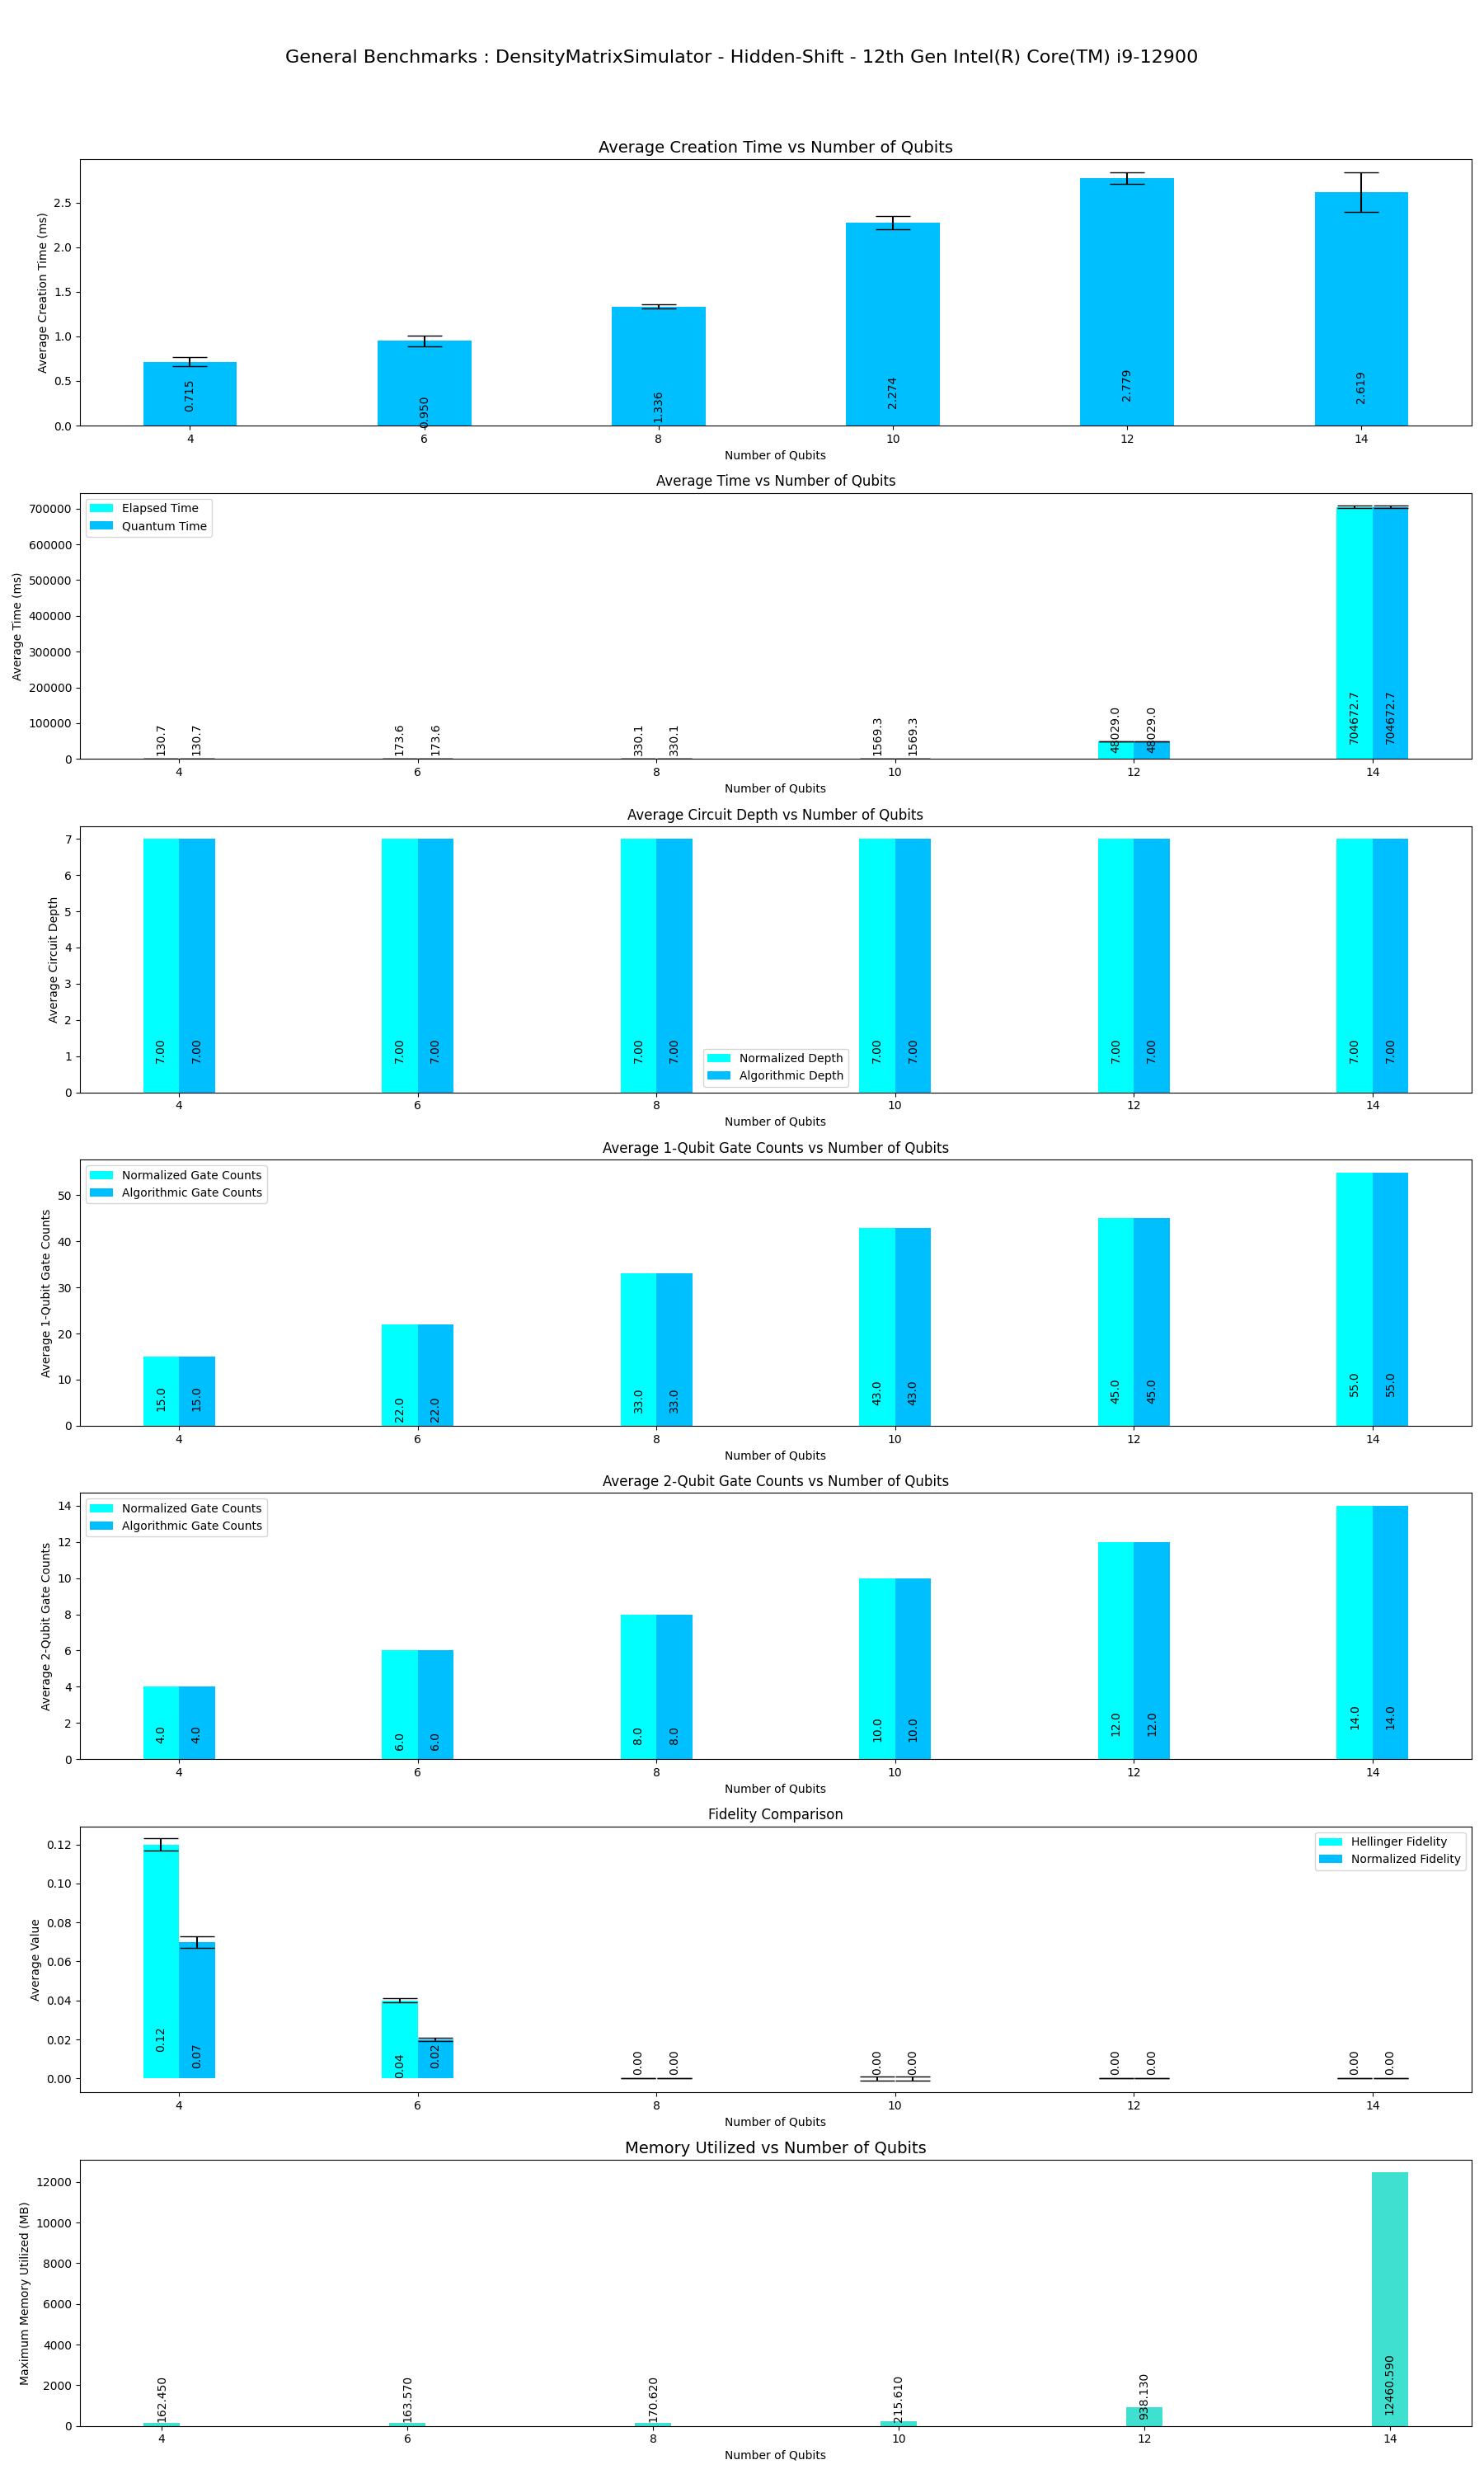 General Benchmarks : DensityMatrixSimulator - Hidden-Shift - 12th Gen Intel(R) Core(TM) i9-12900
Average Creation Time vs Number of Qubits
Average Creation Time (ms)
2.5
2.0
1.5
1.0
0.5
0.0
0.715
0.950
1.336
2.274
2.779
2.619
4 6 8 10 12 14
Number of Qubits
Average Time vs Number of Qubits
Elapsed Time
Quantum Time
Average Time (ms)
700000
600000
500000
400000
300000
200000
100000
0
130.7 130.7
173.6 173.6
330.1 330.1
1569.3 1569.3
48029.0 48029.0
704672.7 704672.7
4 6 8 10 12 14
Number of Qubits
Average Circuit Depth vs Number of Qubits
Average Circuit Depth
7
6
5
4
3
2
1
0
7.00 7.00
7.00 7.00
7.00 7.00
7.00 7.00
7.00 7.00
7.00 7.00
Normalized Depth
Algorithmic Depth
4 6 8 10 12 14
Number of Qubits
Average 1-Qubit Gate Counts vs Number of Qubits
Normalized Gate Counts
Algorithmic Gate Counts
Average 1-Qubit Gate Counts
50
40
30
20
10
0
15.0 15.0
22.0 22.0
33.0 33.0
43.0 43.0
45.0 45.0
55.0 55.0
4 6 8 10 12 14
Number of Qubits
Average 2-Qubit Gate Counts vs Number of Qubits
Normalized Gate Counts
Algorithmic Gate Counts
Average 2-Qubit Gate Counts
14
12
10
8
6
4
2
0
4.0 4.0
6.0 6.0
8.0 8.0
10.0 10.0
12.0 12.0
14.0 14.0
4 6 8 10 12 14
Number of Qubits
Fidelity Comparison
Hellinger Fidelity
Normalized Fidelity
Average Value
0.12
0.10
0.08
0.06
0.04
0.02
0.00
0.12 0.07
0.04 0.02
0.00 0.00
0.00 0.00
0.00 0.00
0.00 0.00
4 6 8 10 12 14
Number of Qubits
Memory Utilized vs Number of Qubits
Maximum Memory Utilized (MB)
12000
10000
8000
6000
4000
2000
0
162.450
163.570
170.620
215.610
938.130
12460.590
4 6 8 10 12 14
Number of Qubits